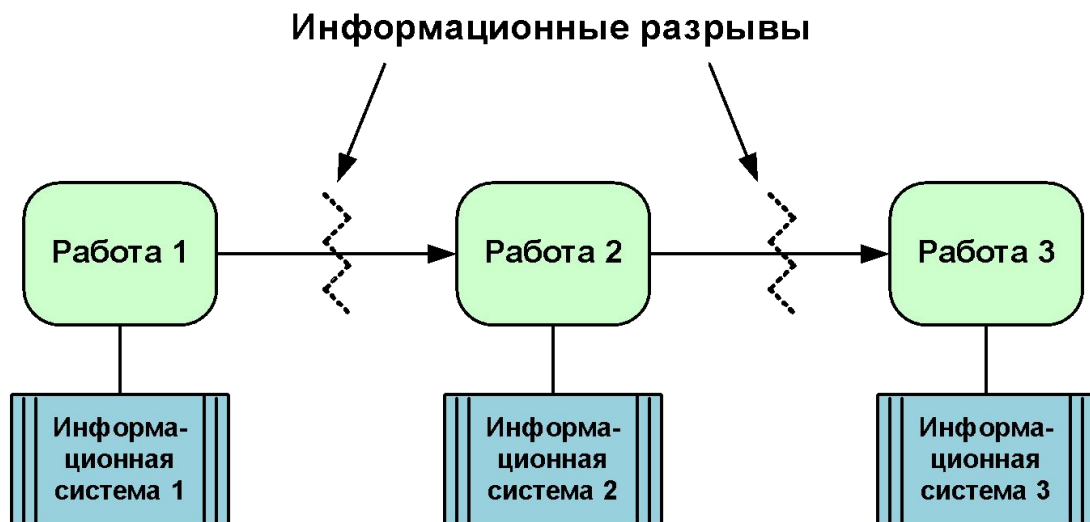 Информационные разрывы
Работа 1
Работа 2
Работа 3
Информа-
ционная
система 1
Информа-
ционная
система 2
Информа-
ционная
система 3